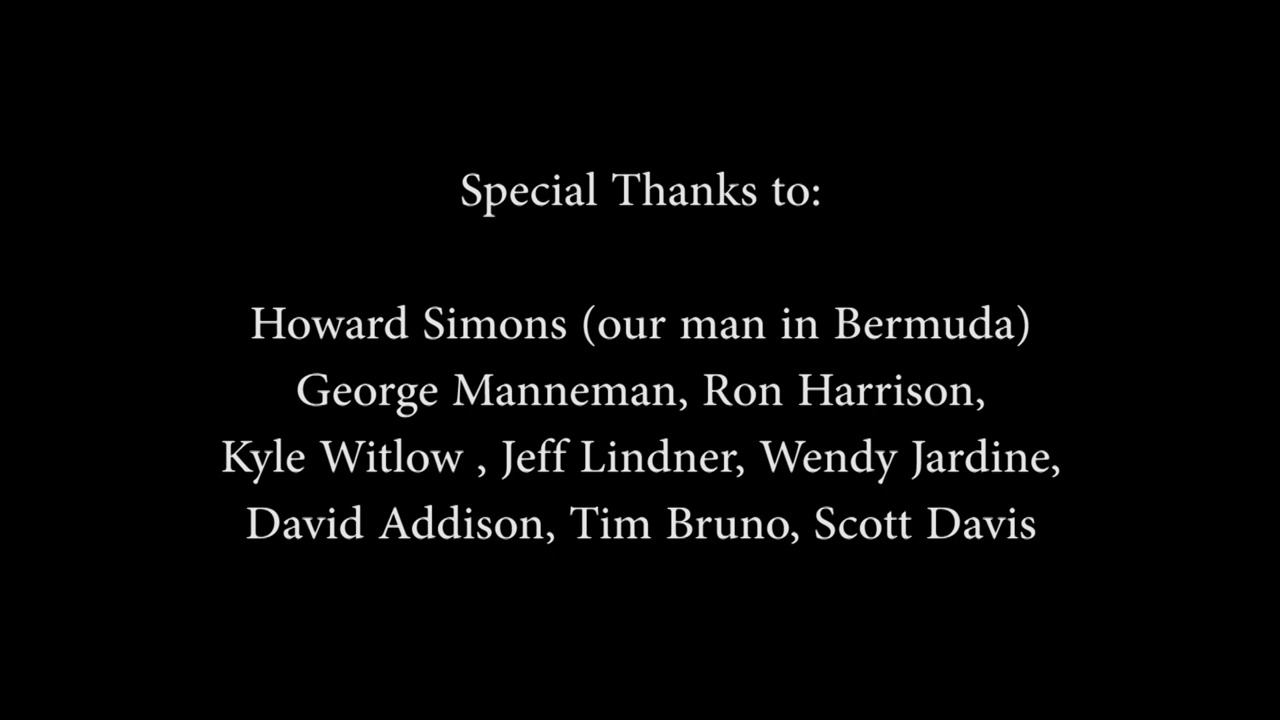 Special Thanks to:
Howard Simons (our man in Bermuda)
George Manneman, Ron Harrison,
Kyle Witlow , Jeff Lindner, Wendy Jardine,
David Addison, Tim Bruno, Scott Davis